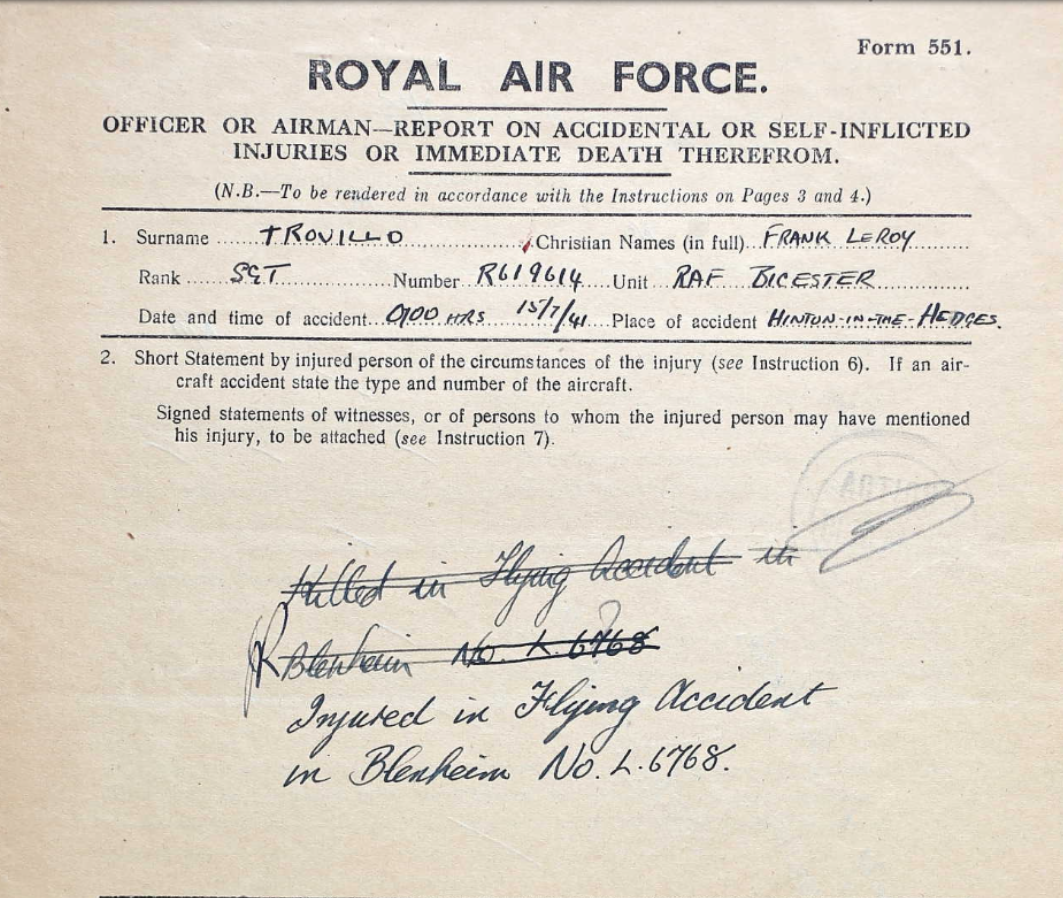 Form 551.
ROYAL AIR FORCE.
OFFICER OR AIRMAN—REPORT ON ACCIDENTAL OR SELF-INFLICTED
INJURIES OR IMMEDIATE DEATH THEREFROM.
(N.B.—To be rendered in accordance with the Instructions on Pages 3 and 4.)
1. Surname ...... TROVILLO ...... Christian Names (in full) ... FRANK LEROY ......
Rank ...... SGT ...... Number ... R619614 ... Unit ... RAF BICESTER ......
Date and time of accident ... 0100 HRS 15/7/41 ... Place of accident HINTON-IN-THE-HEDGES.
2. Short Statement by injured person of the circumstances of the injury (see Instruction 6). If an air-
craft accident state the type and number of the aircraft.
Signed statements of witnesses, or of persons to whom the injured person may have mentioned
his injury, to be attached (see Instruction 7).
Killed in Flying Accident in
Blenheim No. K. 6768
Injured in Flying Accident
in Blenheim No. L.6768.